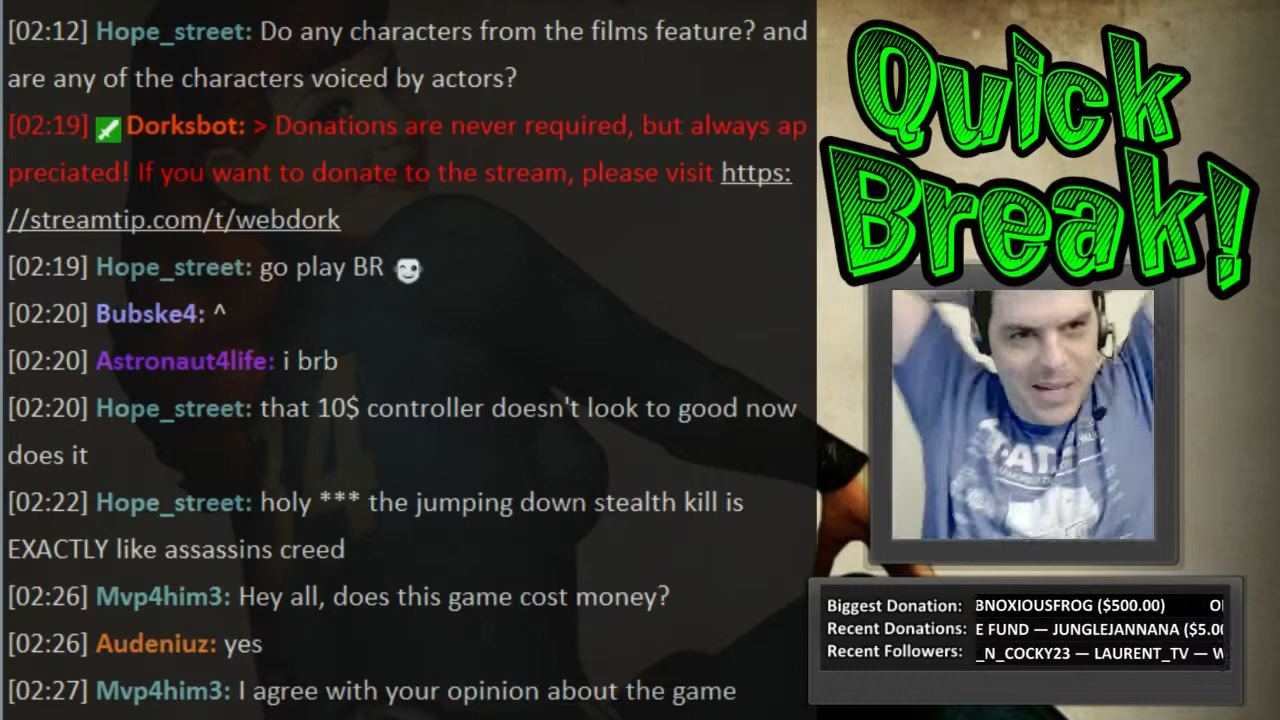 [02:12] Hope_street: Do any characters from the films feature? and
are any of the characters voiced by actors?
[02:19] Dorksbot: > Donations are never required, but always ap
preciated! If you want to donate to the stream, please visit https:
//streamtip.com/t/webdork
[02:19] Hope_street: go play BR
[02:20] Bubske4: ^
[02:20] Astronaut4life: i brb
[02:20] Hope_street: that 10$ controller doesn't look to good now
does it
[02:22] Hope_street: holy *** the jumping down stealth kill is
EXACTLY like assassins creed
[02:26] Mvp4him3: Hey all, does this game cost money?
[02:26] Audeniuz: yes
[02:27] Mvp4him3: I agree with your opinion about the game
Quick
Break!
Biggest Donation: BNOXIOUSFROG ($500.00) O
Recent Donations: E FUND — JUNGLEJANNANA ($5.00
Recent Followers: _N_COCKY23 — LAURENT_TV — W